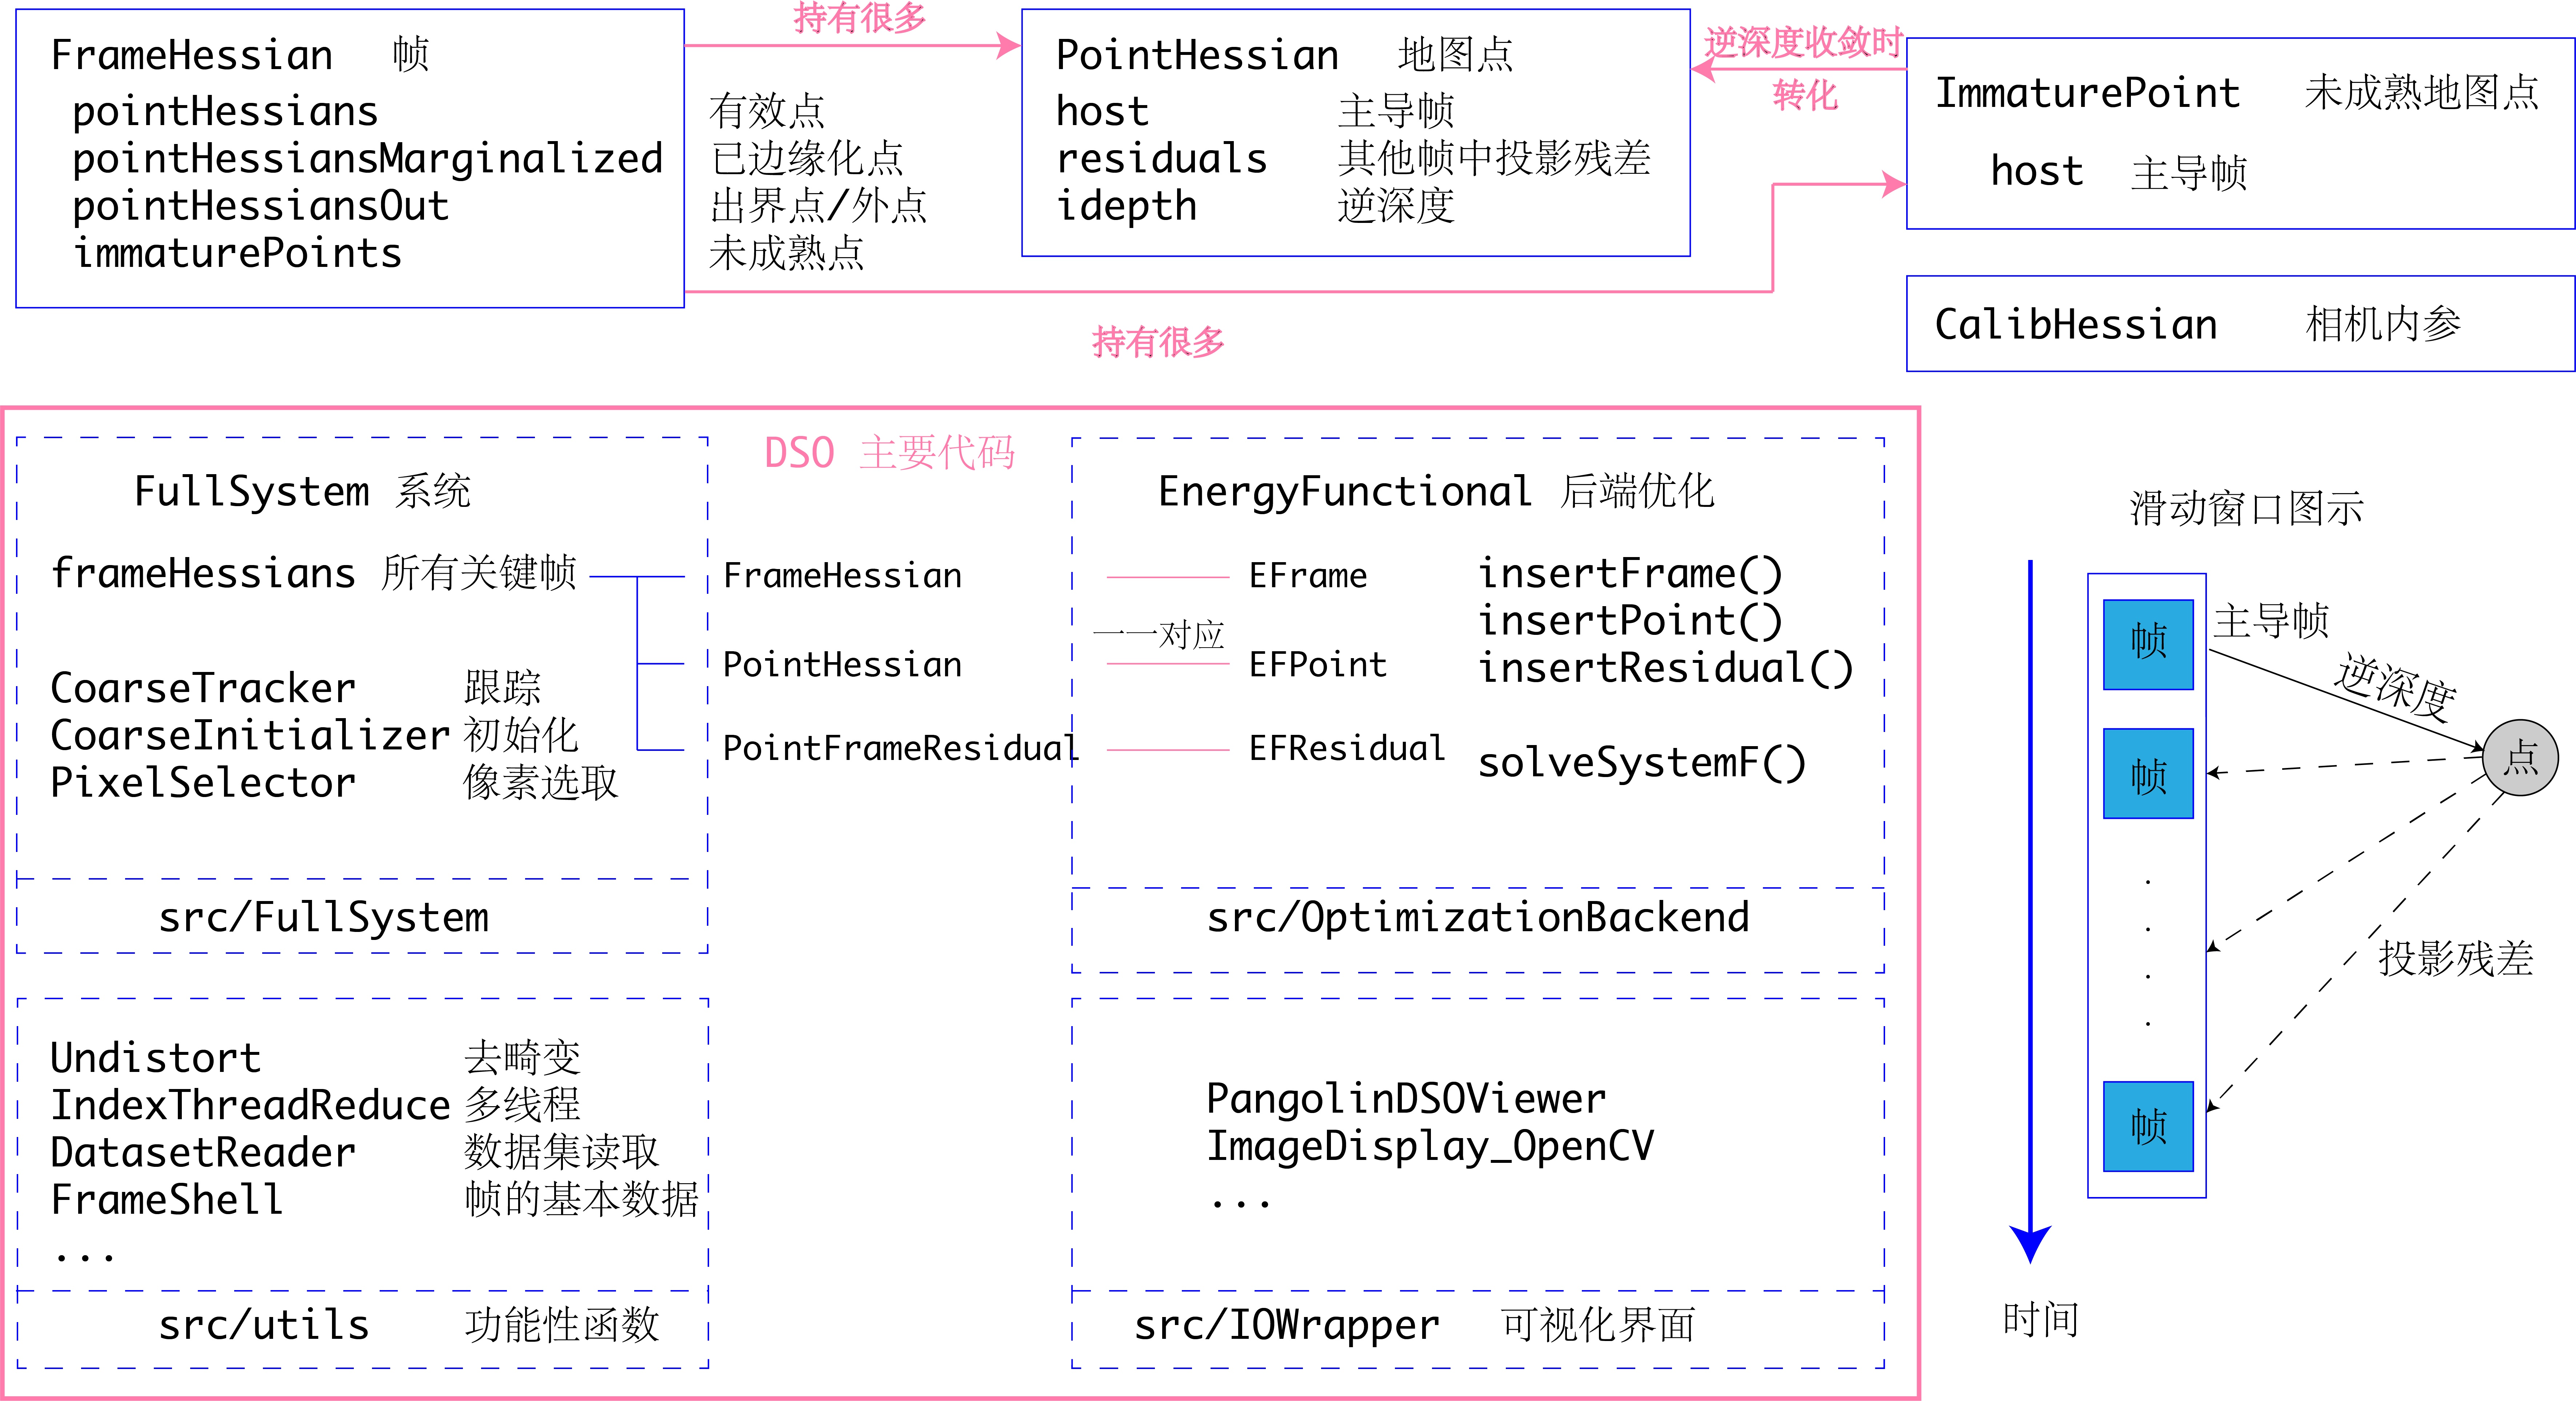 持有很多
FrameHessian 帧
pointHessians 有效点
pointHessiansMarginalized 已边缘化点
pointHessiansOut 出界点/外点
immaturePoints 未成熟点
PointHessian 地图点
host 主导帧
residuals 其他帧中投影残差
idepth 逆深度
逆深度收敛时
转化
ImmaturePoint 未成熟地图点
host 主导帧
持有很多
CalibHessian 相机内参
DSO 主要代码
FullSystem 系统
frameHessians 所有关键帧
CoarseTracker 跟踪
CoarseInitializer 初始化
PixelSelector 像素选取
src/FullSystem
FrameHessian
PointHessian
PointFrameResidual
一一对应
EnergyFunctional 后端优化
EFrame
EFPoint
EFResidual
insertFrame()
insertPoint()
insertResidual()
solveSystemF()
src/OptimizationBackend
Undistort 去畸变
IndexThreadReduce 多线程
DatasetReader 数据集读取
FrameShell 帧的基本数据
...
src/utils 功能性函数
PangolinDSOViewer
ImageDisplay_OpenCV
...
src/IOWrapper 可视化界面
滑动窗口图示
帧
主导帧
逆深度
点
帧
.
.
.
.
投影残差
帧
时间